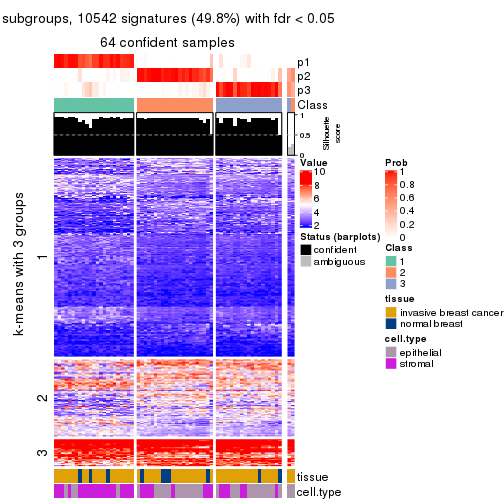 subgroups, 10542 signatures (49.8%) with fdr < 0.05
64 confident samples
p1
p2
p3
Class
1
0.5
0
Silhouette
score
k-means with 3 groups
1
2
3
tissue
cell.type
Value
10
8
6
4
2
Status (barplots)
confident
ambiguous
Prob
1
0.8
0.6
0.4
0.2
0
Class
1
2
3
tissue
invasive breast cancer
normal breast
cell.type
epithelial
stromal